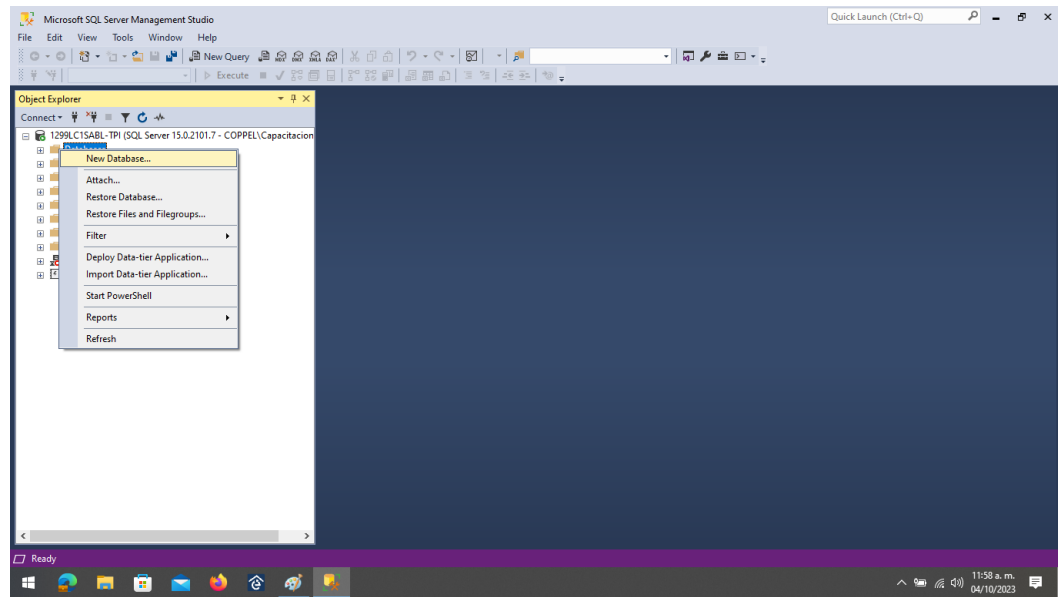 Microsoft SQL Server Management Studio
Quick Launch (Ctrl+Q)
File Edit View Tools Window Help
New Query
Execute
Object Explorer
Connect
1299LC1SABL-TPI (SQL Server 15.0.2101.7 - COPPEL\Capacitacion
New Database...
Attach...
Restore Database...
Restore Files and Filegroups...
Filter
Deploy Data-tier Application...
Import Data-tier Application...
Start PowerShell
Reports
Refresh
Ready
11:58 a. m.
04/10/2023